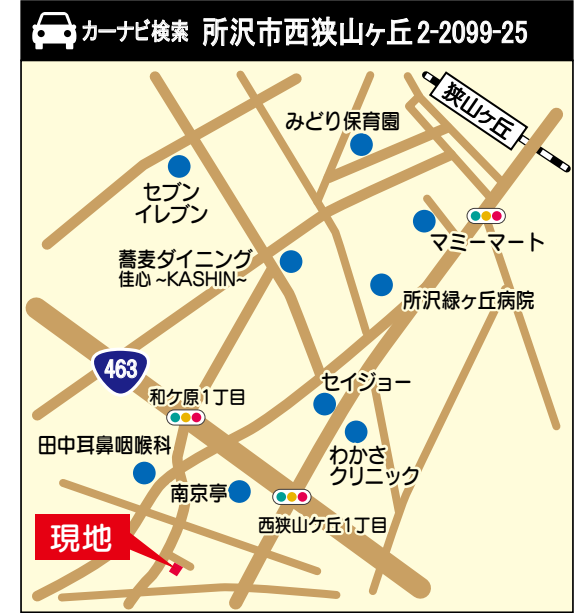 カーナビ検索 所沢市西狭山ヶ丘2-2099-25
狭山ヶ丘
みどり保育園
セブン
イレブン
マミーマート
蕎麦ダイニング
佳心~KASHIN~
所沢緑ヶ丘病院
463
セイジョー
和ケ原1丁目
田中耳鼻咽喉科
わかさ
クリニック
南京亭
西狭山ケ丘1丁目
現地